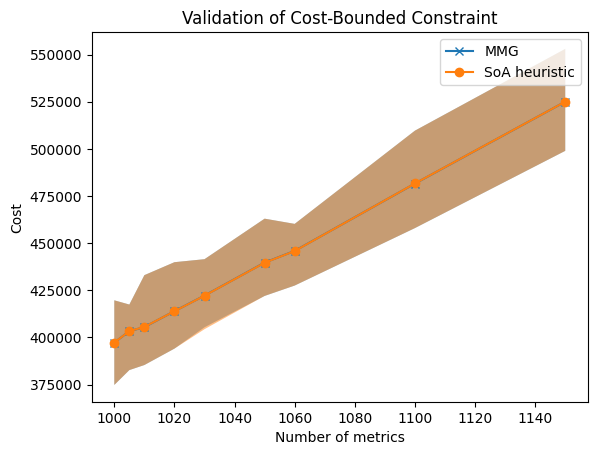 Validation of Cost-Bounded Constraint
MMG
SoA heuristic
550000
525000
500000
475000
450000
425000
400000
375000
Cost
1000 1020 1040 1060 1080 1100 1120 1140
Number of metrics